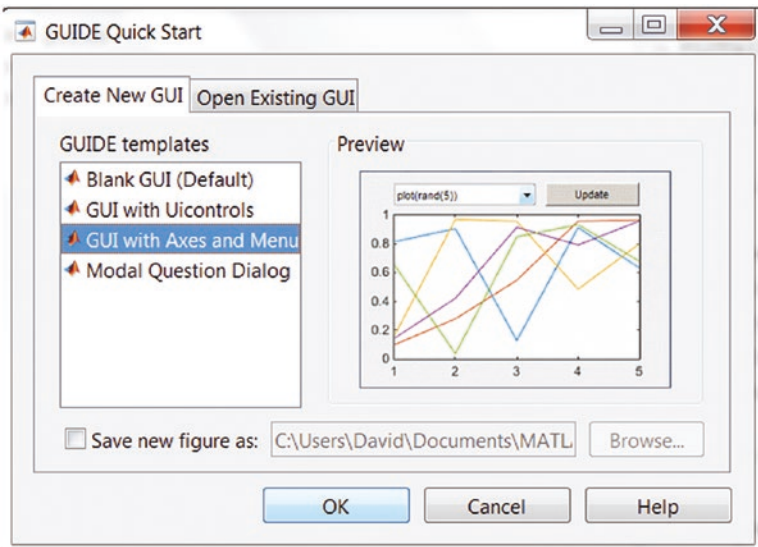 GUIDE Quick Start
Create New GUI Open Existing GUI
GUIDE templates
Blank GUI (Default)
GUI with Uicontrols
GUI with Axes and Menu
Modal Question Dialog
Preview
plot(rand(5)) Update
1
0.8
0.6
0.4
0.2
0
1 2 3 4 5
Save new figure as: C:\Users\David\Documents\MATL Browse...
OK Cancel Help